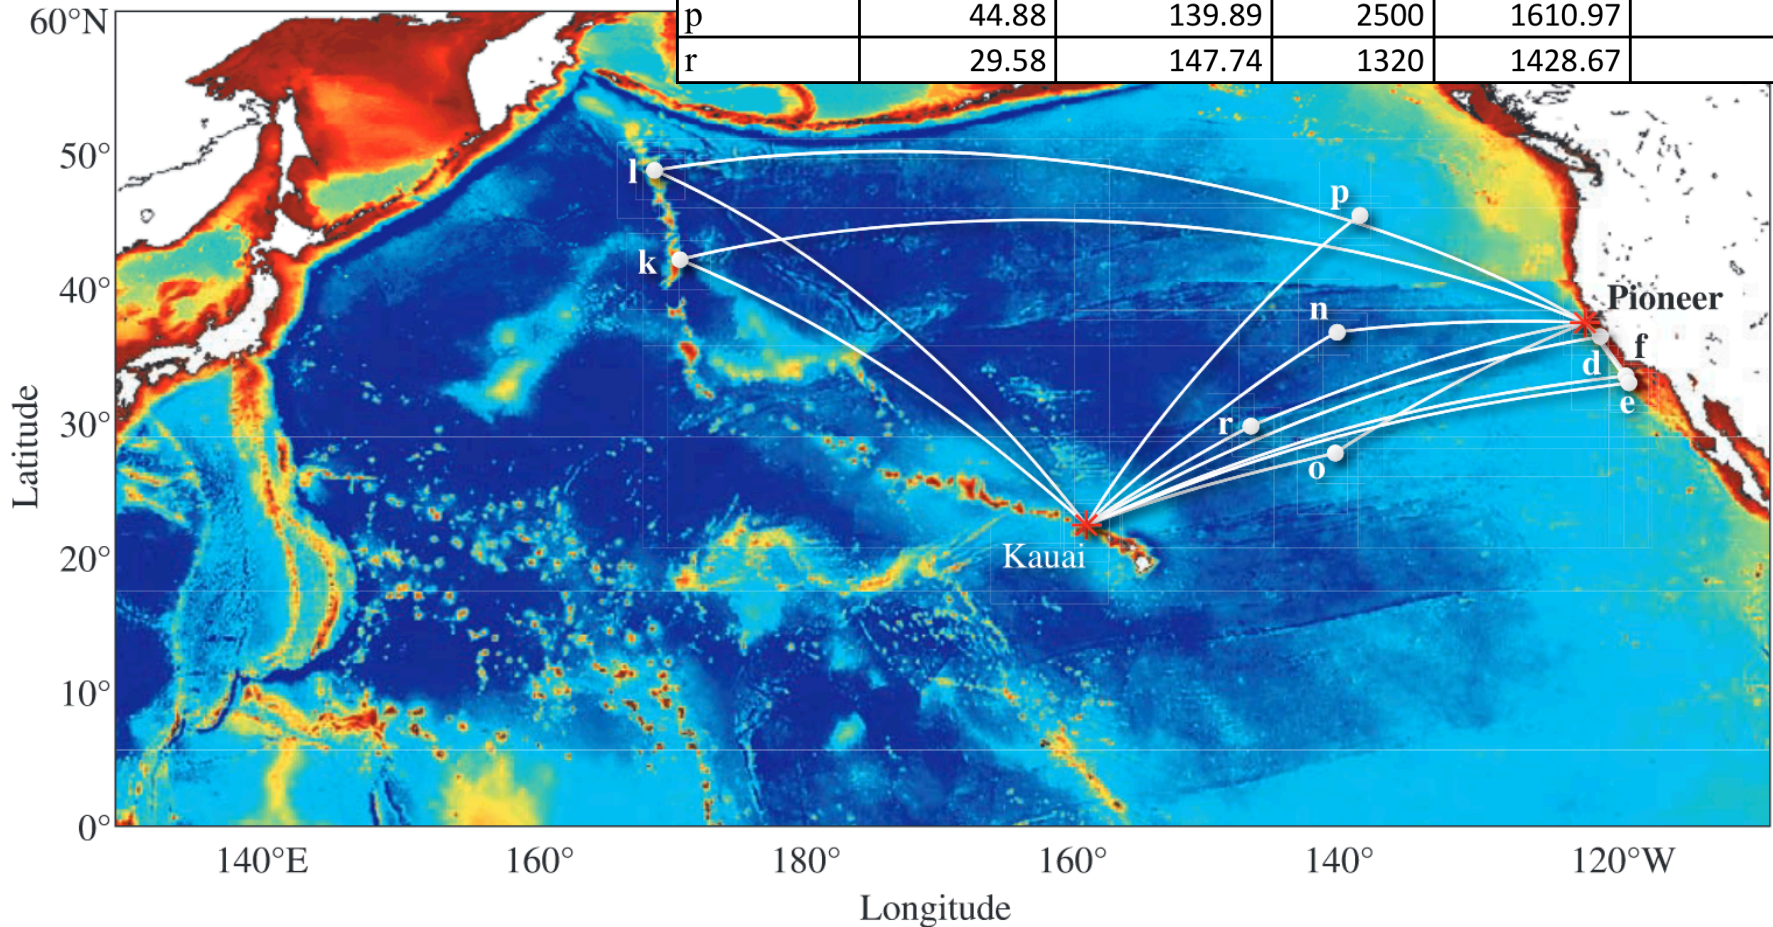 p 44.88 139.89 2500 1610.97
r 29.58 147.74 1320 1428.67
60°N
50°
40°
30°
20°
10°
0°
Latitude
l
p
k
Pioneer
n
f
d
e
r
o
Kauai
140°E 160° 180° 160° 140° 120°W
Longitude